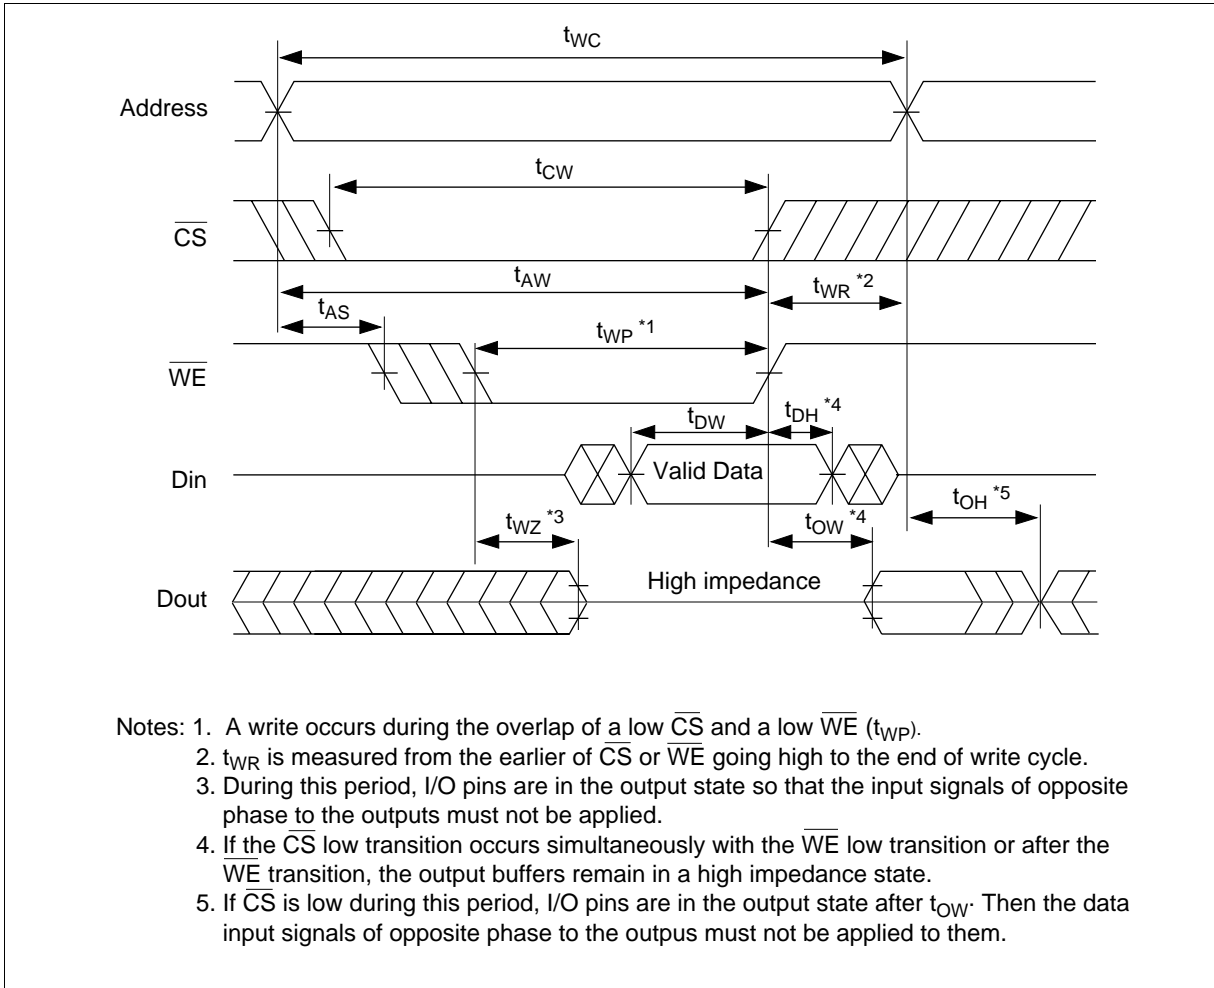 tWC
Address
tCW
CS
tAW
tWR *2
tAS
tWP *1
WE
tDW
tDH *4
Din
Valid Data
tOH *5
tWZ *3
tOW *4
High impedance
Dout
Notes: 1. A write occurs during the overlap of a low CS and a low WE (tWP).
2. tWR is measured from the earlier of CS or WE going high to the end of write cycle.
3. During this period, I/O pins are in the output state so that the input signals of opposite
phase to the outputs must not be applied.
4. If the CS low transition occurs simultaneously with the WE low transition or after the
WE transition, the output buffers remain in a high impedance state.
5. If CS is low during this period, I/O pins are in the output state after tOW. Then the data
input signals of opposite phase to the outpus must not be applied to them.